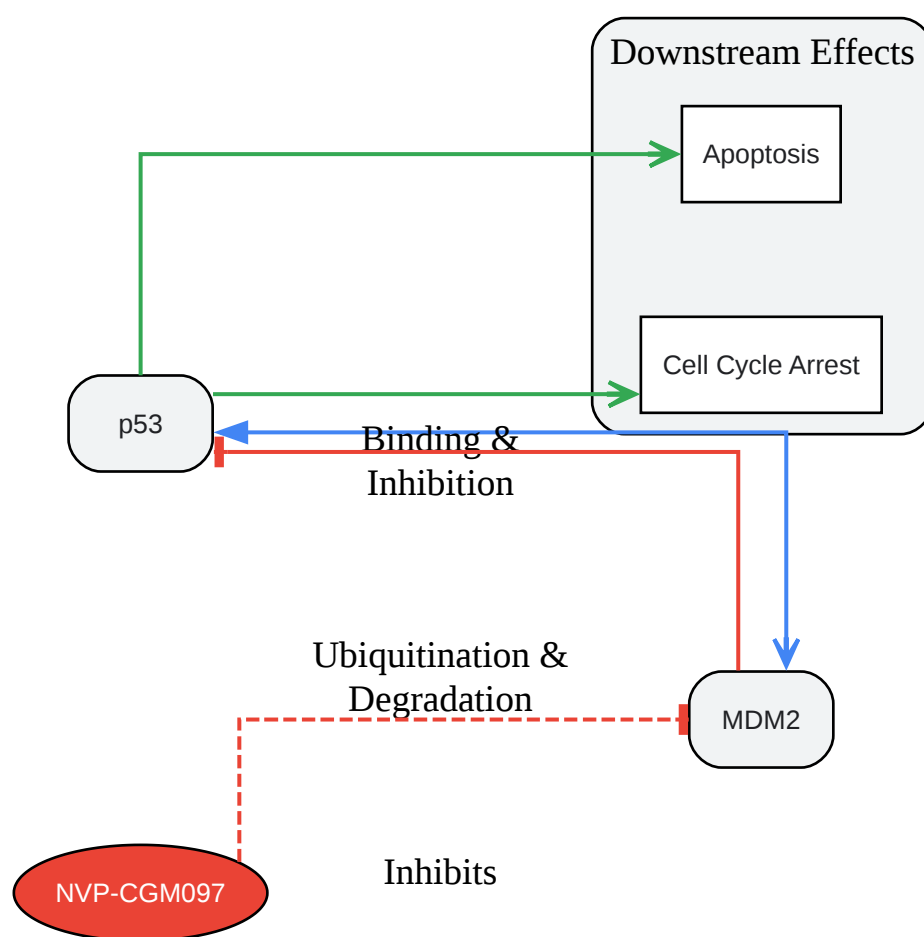 Downstream Effects
Apoptosis
Cell Cycle Arrest
p53
Binding &
Inhibition
Ubiquitination &
Degradation
MDM2
Inhibits
NVP-CGM097